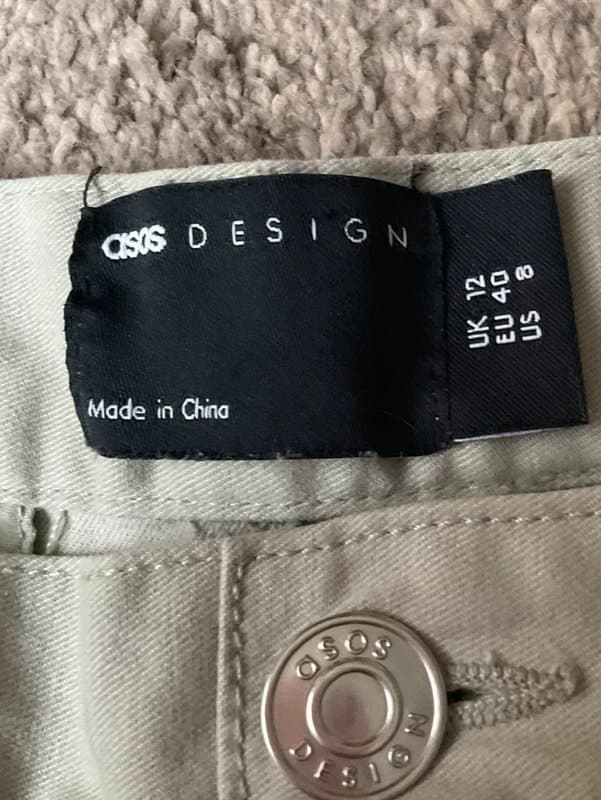 asos DESIGN
Made in China
UK 12
EU 40
US 8
asos
DESIGN